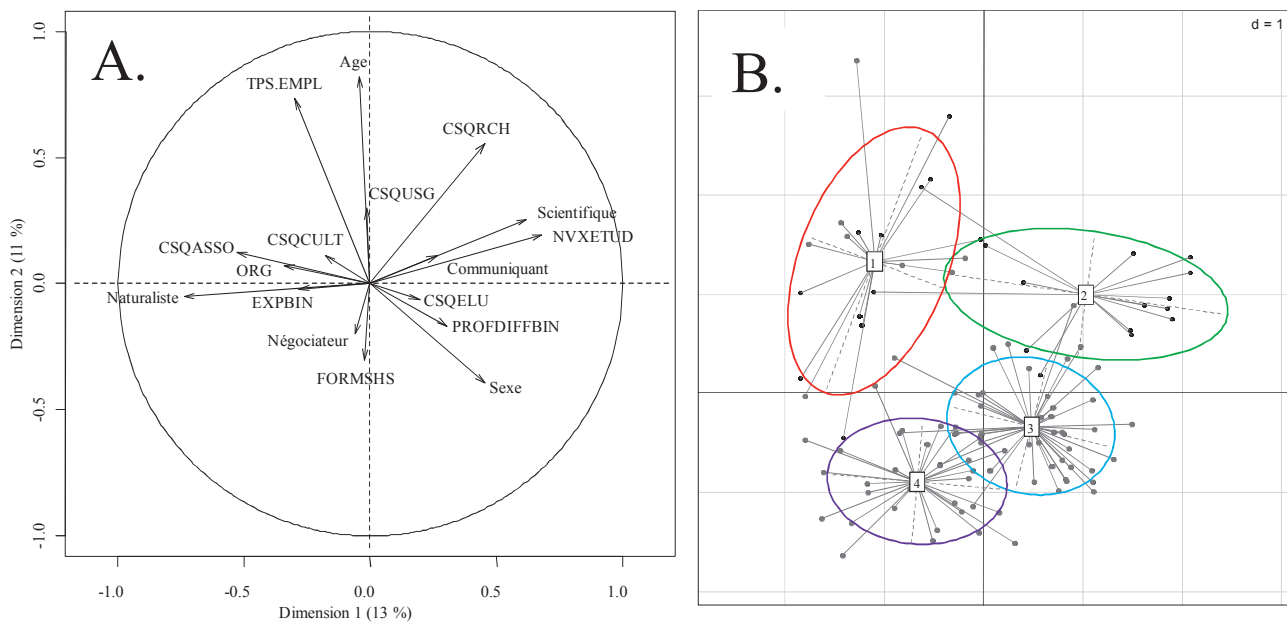 A.
1.0
0.5
0.0
-0.5
-1.0
Dimension 2 (11 %)
Age
TPS.EMPL
CSQRCH
CSQUSG
Scientifique
NVXETUD
CSQCULT
CSQASSO
ORG
Communiquant
Naturaliste
EXPBIN
CSQELU
PROFDIFFBIN
Négociateur
FORMSHS
Sexe
-1.0 -0.5 0.0 0.5 1.0
Dimension 1 (13 %)
B.
d = 1
1
2
3
4